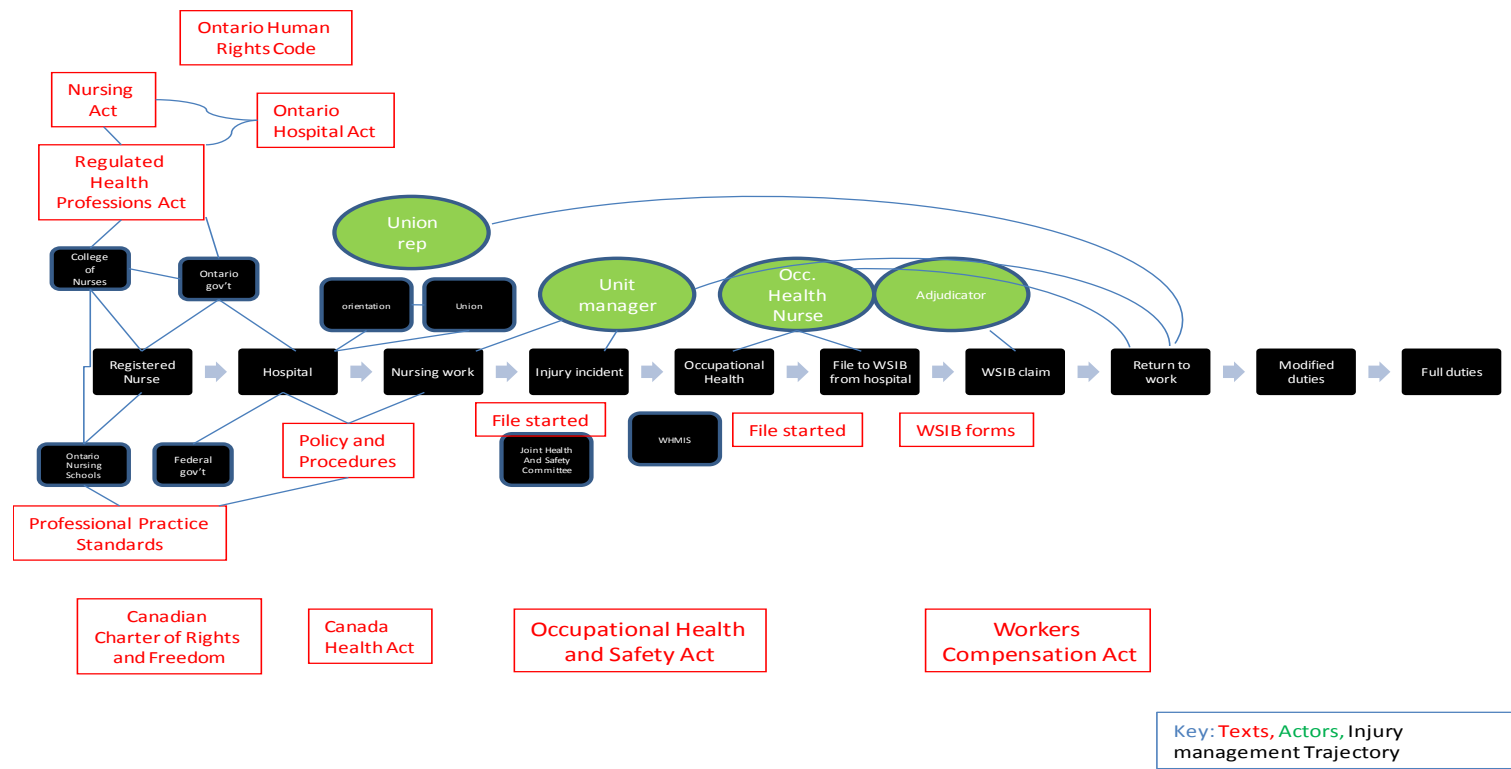 Ontario Human
Rights Code
Nursing
Act
Ontario
Hospital Act
Regulated
Health
Professions Act
Union
rep
College
of
Nurses
Ontario
gov't
orientation
Union
Unit
manager
Occ.
Health
Nurse
Adjudicator
Registered
Nurse
Hospital
Nursing work
Injury incident
Occupational
Health
File to WSIB
from hospital
WSIB claim
Return to
work
Modified
duties
Full duties
File started
Joint Health
And Safety
Committee
WHMIS
File started
WSIB forms
Ontario
Nursing
Schools
Federal
gov't
Policy and
Procedures
Professional Practice
Standards
Canadian
Charter of Rights
and Freedom
Canada
Health Act
Occupational Health
and Safety Act
Workers
Compensation Act
Key: Texts, Actors, Injury
management Trajectory